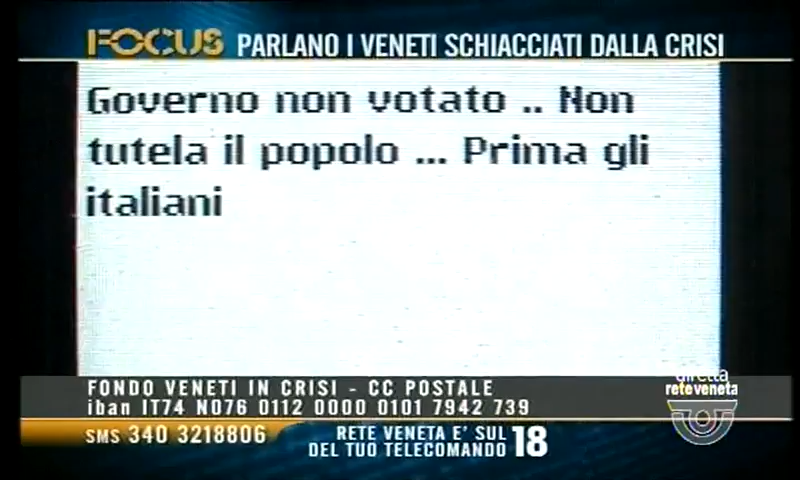 FOCUS PARLANO I VENETI SCHIACCIATI DALLA CRISI
Governo non votato .. Non
tutela il popolo ... Prima gli
italiani
diretta
reteveneta
FONDO VENETI IN CRISI - CC POSTALE
iban IT74 N076 0112 0000 0101 7942 739
SMS 340 3218806
RETE VENETA E' SUL 18
DEL TUO TELECOMANDO